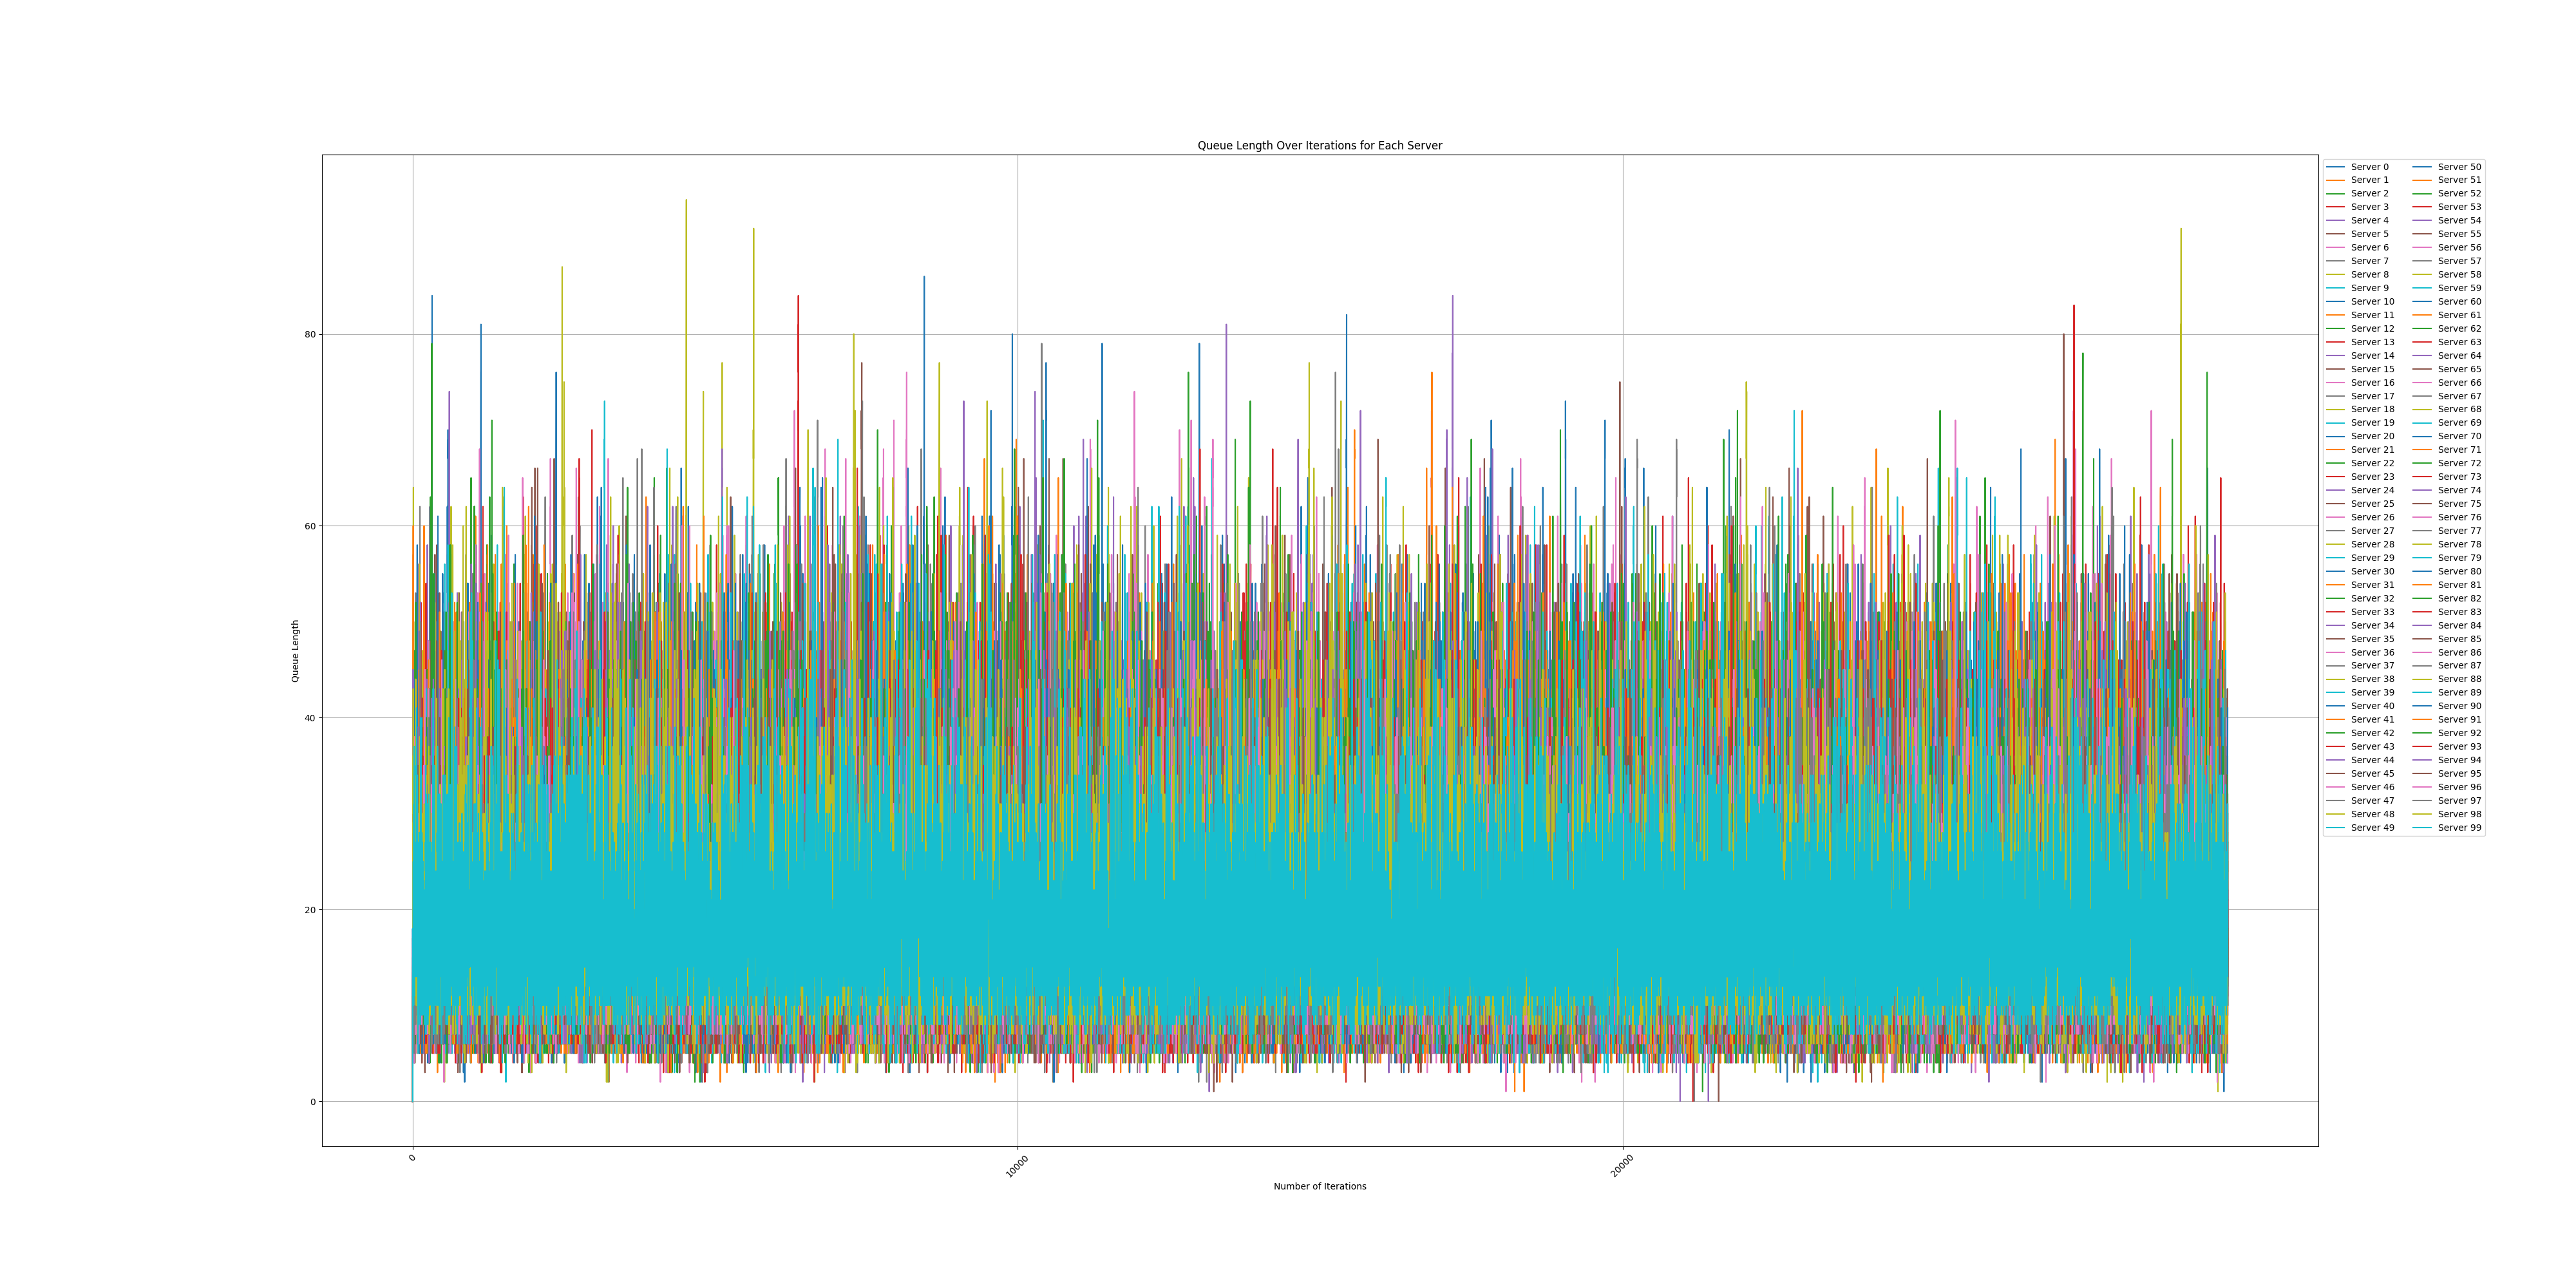 Queue Length Over Iterations for Each Server
Queue Length
80
60
40
20
0
0
10000
20000
Number of Iterations
Server 0
Server 1
Server 2
Server 3
Server 4
Server 5
Server 6
Server 7
Server 8
Server 9
Server 10
Server 11
Server 12
Server 13
Server 14
Server 15
Server 16
Server 17
Server 18
Server 19
Server 20
Server 21
Server 22
Server 23
Server 24
Server 25
Server 26
Server 27
Server 28
Server 29
Server 30
Server 31
Server 32
Server 33
Server 34
Server 35
Server 36
Server 37
Server 38
Server 39
Server 40
Server 41
Server 42
Server 43
Server 44
Server 45
Server 46
Server 47
Server 48
Server 49
Server 50
Server 51
Server 52
Server 53
Server 54
Server 55
Server 56
Server 57
Server 58
Server 59
Server 60
Server 61
Server 62
Server 63
Server 64
Server 65
Server 66
Server 67
Server 68
Server 69
Server 70
Server 71
Server 72
Server 73
Server 74
Server 75
Server 76
Server 77
Server 78
Server 79
Server 80
Server 81
Server 82
Server 83
Server 84
Server 85
Server 86
Server 87
Server 88
Server 89
Server 90
Server 91
Server 92
Server 93
Server 94
Server 95
Server 96
Server 97
Server 98
Server 99